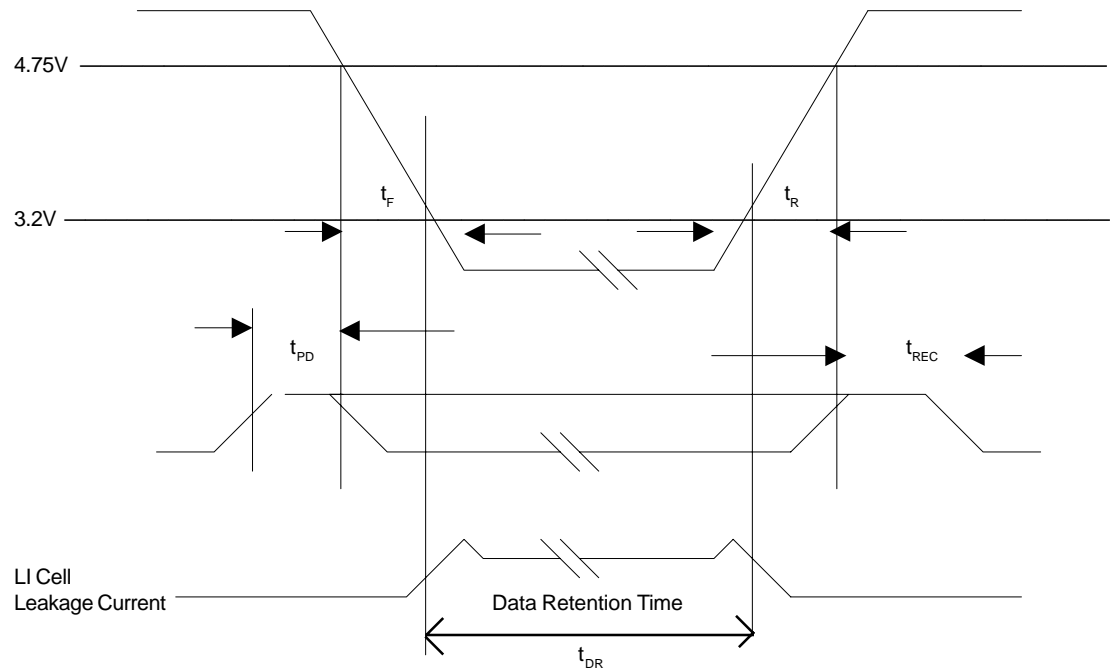 4.75V
t_F
t_R
3.2V
t_PD
t_REC
LI Cell
Leakage Current
Data Retention Time
t_DR